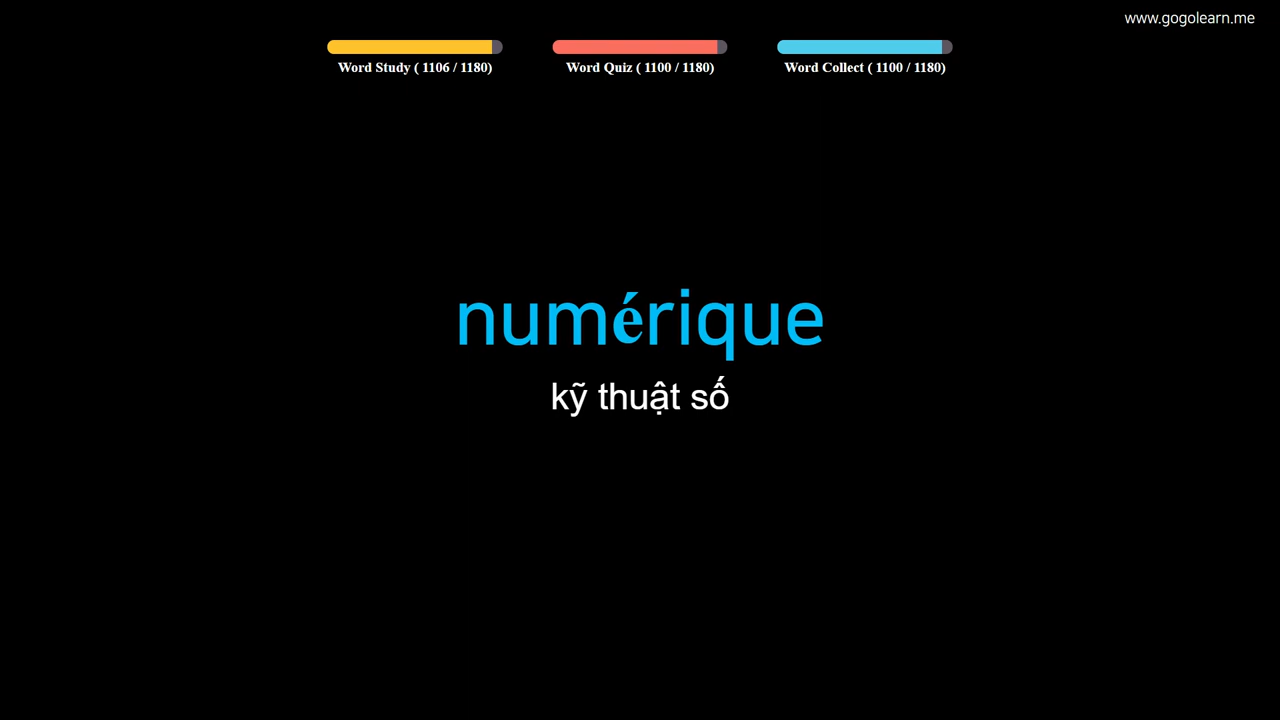 www.gogolearn.me
Word Study ( 1106 / 1180)
Word Quiz ( 1100 / 1180)
Word Collect ( 1100 / 1180)
numérique
kỹ thuật số